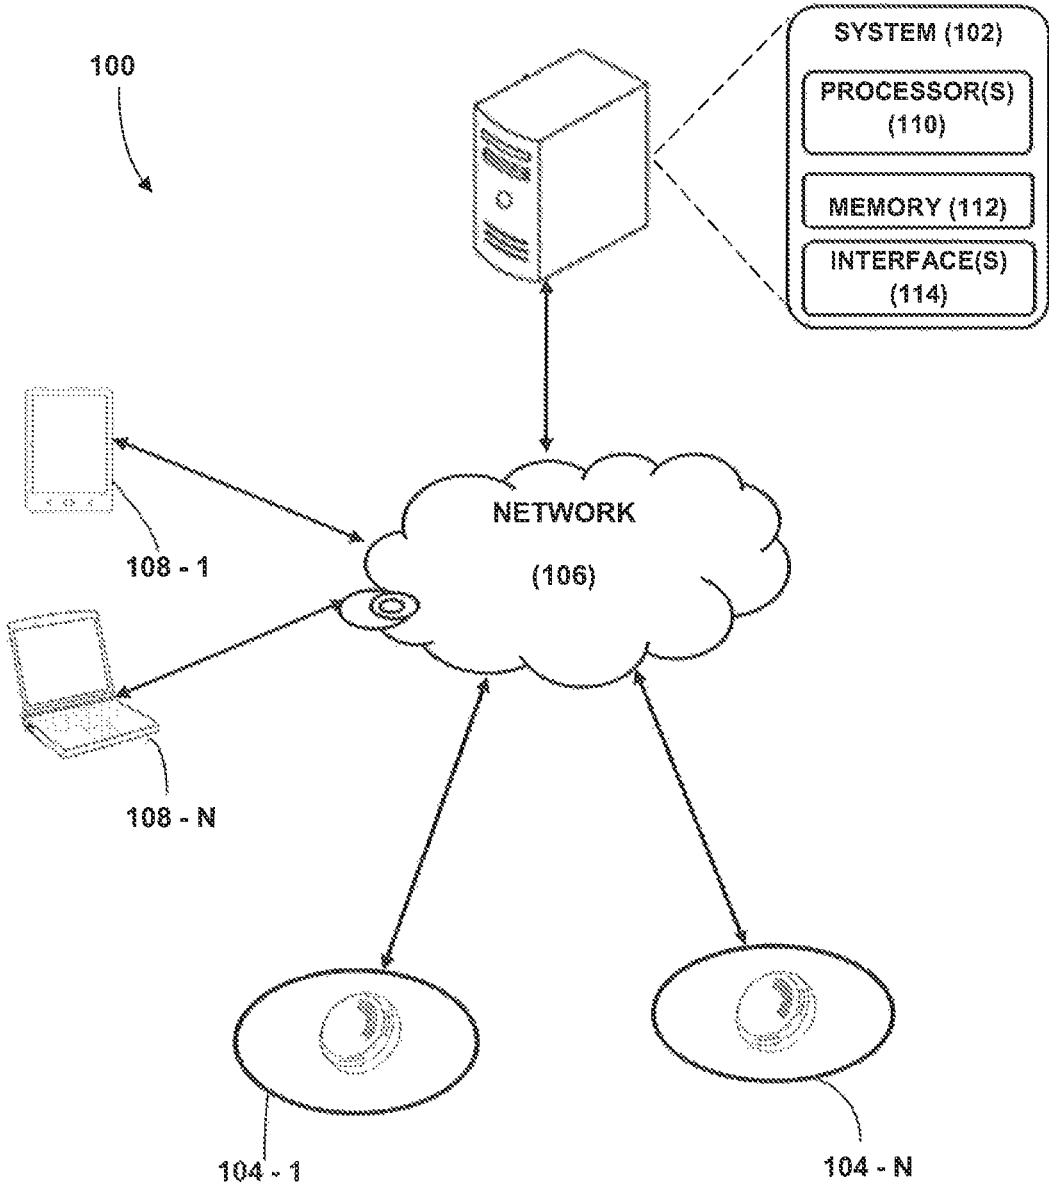 100
SYSTEM (102)
PROCESSOR(S)
(110)
MEMORY (112)
INTERFACE(S)
(114)
NETWORK
(106)
108 - 1
108 - N
104 - 1
104 - N